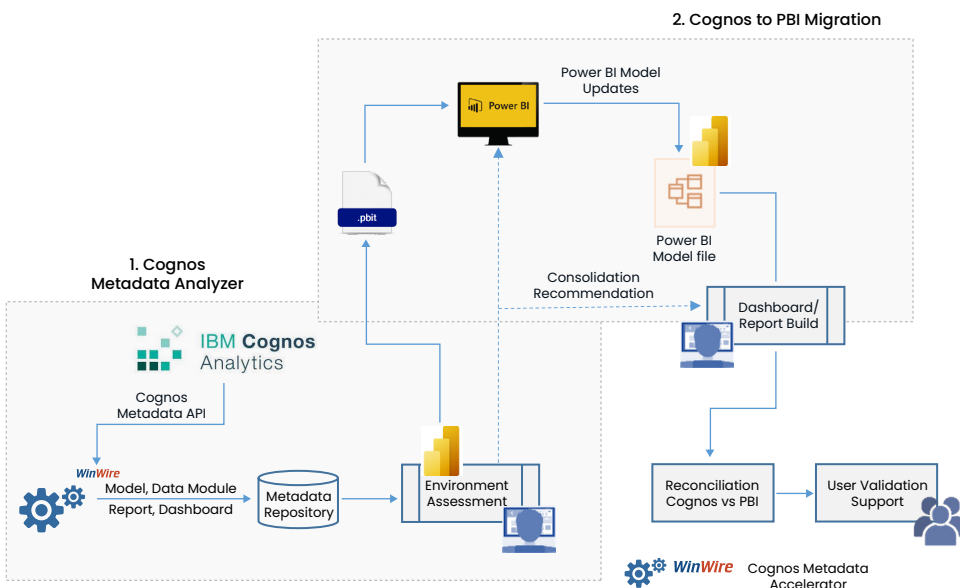 2. Cognos to PBI Migration
Power BI Model
Updates
Power BI
.pbit
Power BI
Model file
1. Cognos
Metadata Analyzer
Consolidation
Recommendation
Dashboard/
Report Build
IBM Cognos
Analytics
Cognos
Metadata API
WinWire
Model, Data Module
Report, Dashboard
Metadata
Repository
Environment
Assessment
Reconciliation
Cognos vs PBI
User Validation
Support
WinWire
Cognos Metadata
Accelerator